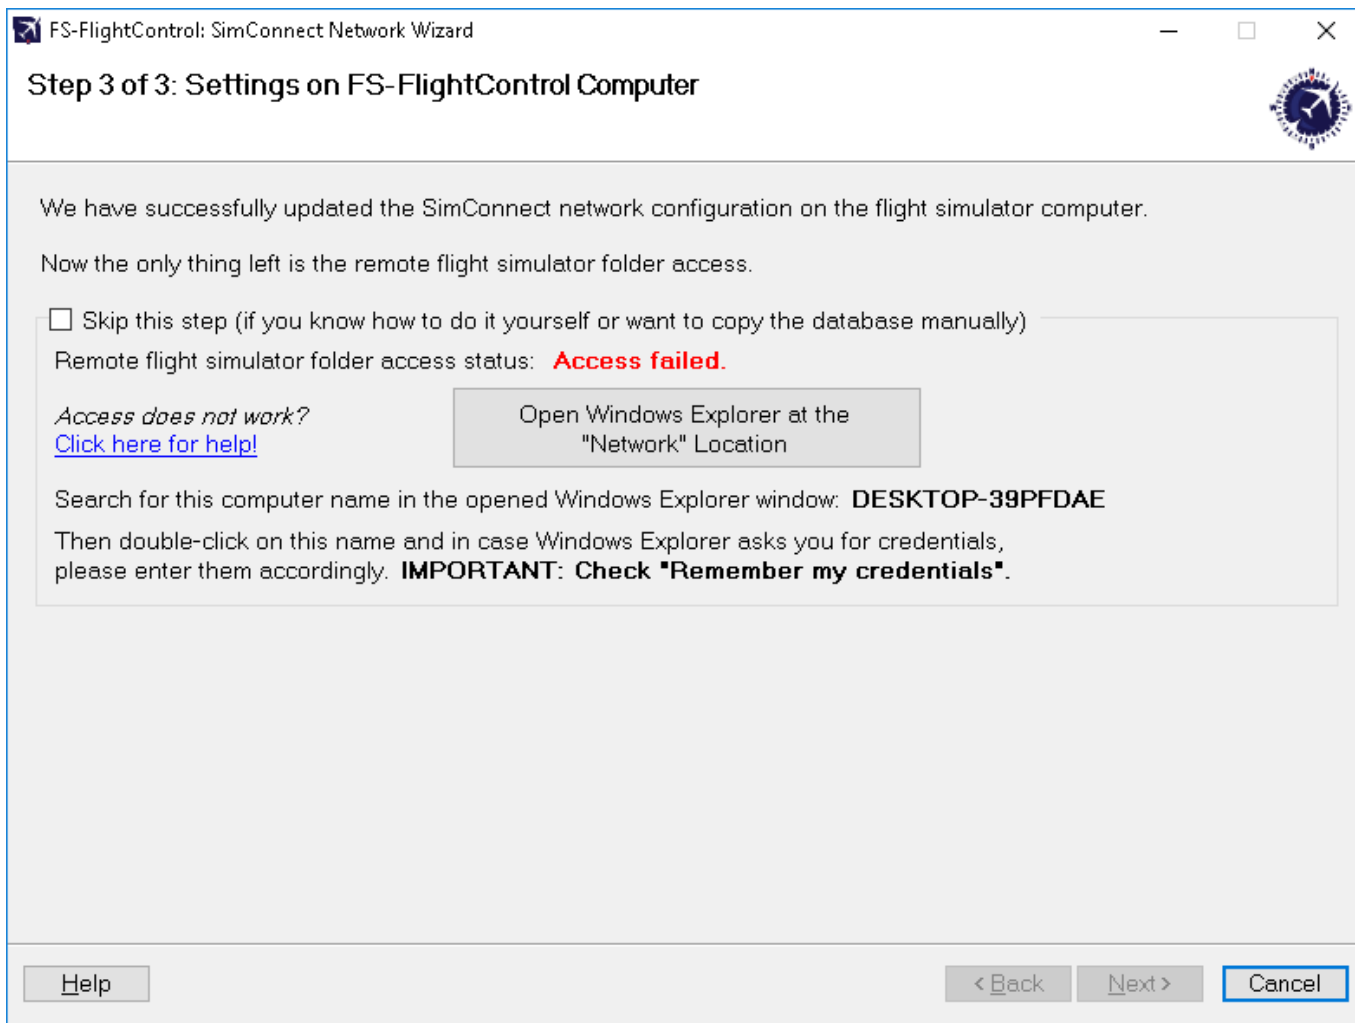 FS-FlightControl: SimConnect Network Wizard
Step 3 of 3: Settings on FS-FlightControl Computer
We have successfully updated the SimConnect network configuration on the flight simulator computer.
Now the only thing left is the remote flight simulator folder access.
Skip this step (if you know how to do it yourself or want to copy the database manually)
Remote flight simulator folder access status: Access failed.
Access does not work?
Click here for help!
Open Windows Explorer at the
"Network" Location
Search for this computer name in the opened Windows Explorer window: DESKTOP-39PFDAE
Then double-click on this name and in case Windows Explorer asks you for credentials,
please enter them accordingly. IMPORTANT: Check "Remember my credentials".
Help
< Back
Next >
Cancel